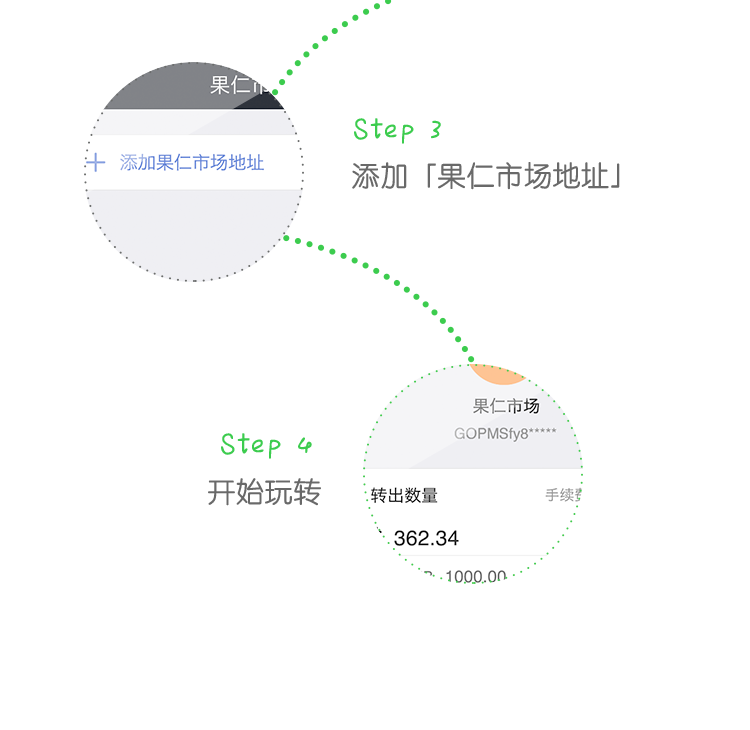 果仁市
添加果仁市场地址
Step 3
添加「果仁市场地址」
果仁市场
GOPMSfy8*****
Step 4
开始玩转
转出数量
手续费
362.34
1000.00